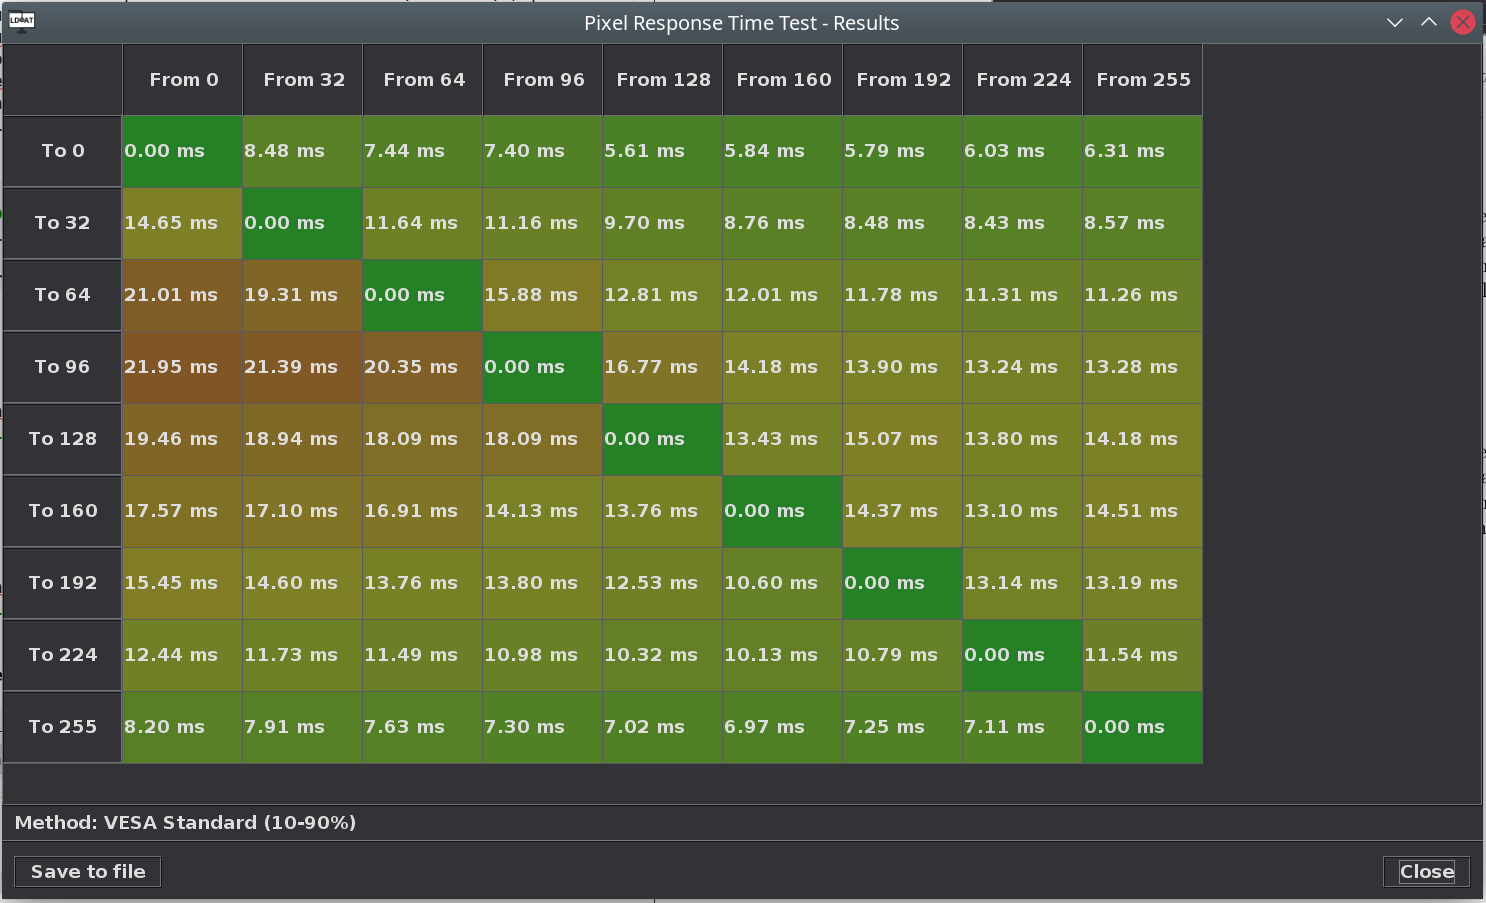 LDAT
Pixel Response Time Test - Results
From 0 From 32 From 64 From 96 From 128 From 160 From 192 From 224 From 255
To 0 0.00 ms 8.48 ms 7.44 ms 7.40 ms 5.61 ms 5.84 ms 5.79 ms 6.03 ms 6.31 ms
To 32 14.65 ms 0.00 ms 11.64 ms 11.16 ms 9.70 ms 8.76 ms 8.48 ms 8.43 ms 8.57 ms
To 64 21.01 ms 19.31 ms 0.00 ms 15.88 ms 12.81 ms 12.01 ms 11.78 ms 11.31 ms 11.26 ms
To 96 21.95 ms 21.39 ms 20.35 ms 0.00 ms 16.77 ms 14.18 ms 13.90 ms 13.24 ms 13.28 ms
To 128 19.46 ms 18.94 ms 18.09 ms 18.09 ms 0.00 ms 13.43 ms 15.07 ms 13.80 ms 14.18 ms
To 160 17.57 ms 17.10 ms 16.91 ms 14.13 ms 13.76 ms 0.00 ms 14.37 ms 13.10 ms 14.51 ms
To 192 15.45 ms 14.60 ms 13.76 ms 13.80 ms 12.53 ms 10.60 ms 0.00 ms 13.14 ms 13.19 ms
To 224 12.44 ms 11.73 ms 11.49 ms 10.98 ms 10.32 ms 10.13 ms 10.79 ms 0.00 ms 11.54 ms
To 255 8.20 ms 7.91 ms 7.63 ms 7.30 ms 7.02 ms 6.97 ms 7.25 ms 7.11 ms 0.00 ms
Method: VESA Standard (10-90%)
Save to file Close